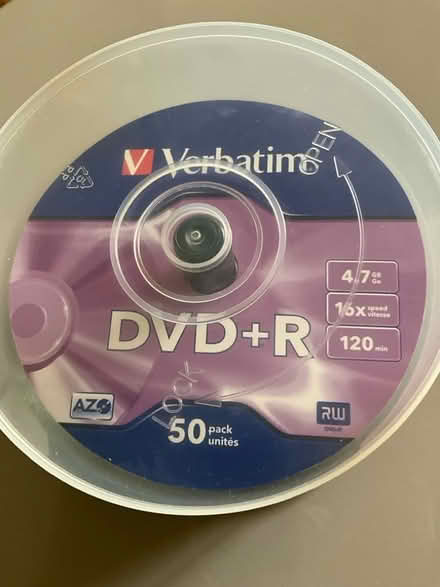 Verbatim
OPEN
4.7 GB Go
16x speed vitesse
120 min
DVD+R
LOCK
AZO
50 pack unités
RW